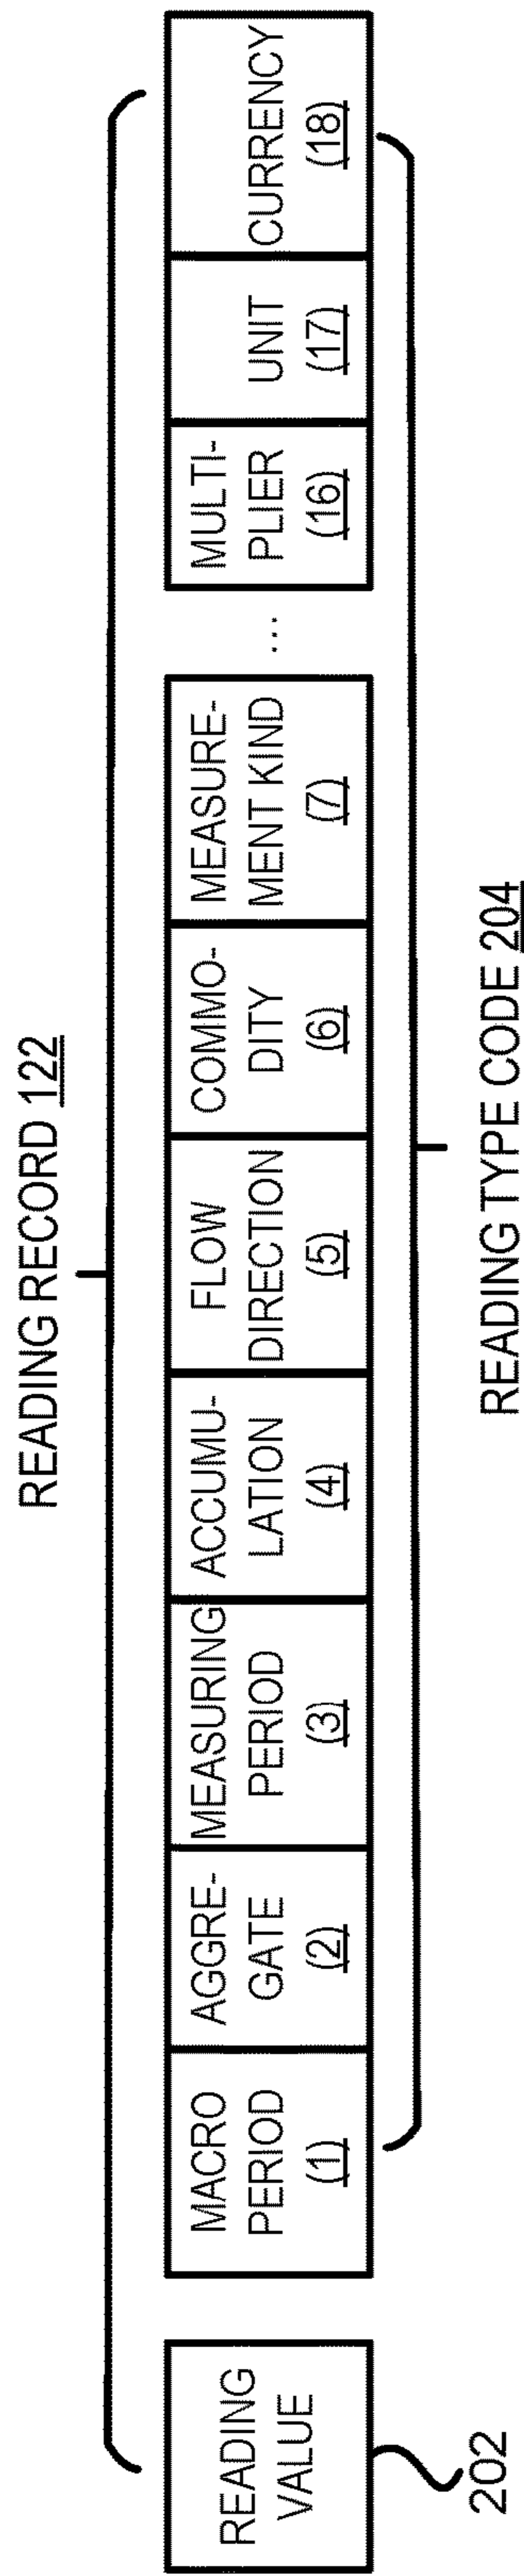 READING RECORD 122
READING
VALUE
202
MACRO
PERIOD
(1)
AGGRE-
GATE
(2)
MEASURING
PERIOD
(3)
ACCUMU-
LATION
(4)
FLOW
DIRECTION
(5)
COMMO-
DITY
(6)
MEASURE-
MENT KIND
(7)
...
MULTI-
PLIER
(16)
UNIT
(17)
CURRENCY
(18)
READING TYPE CODE 204